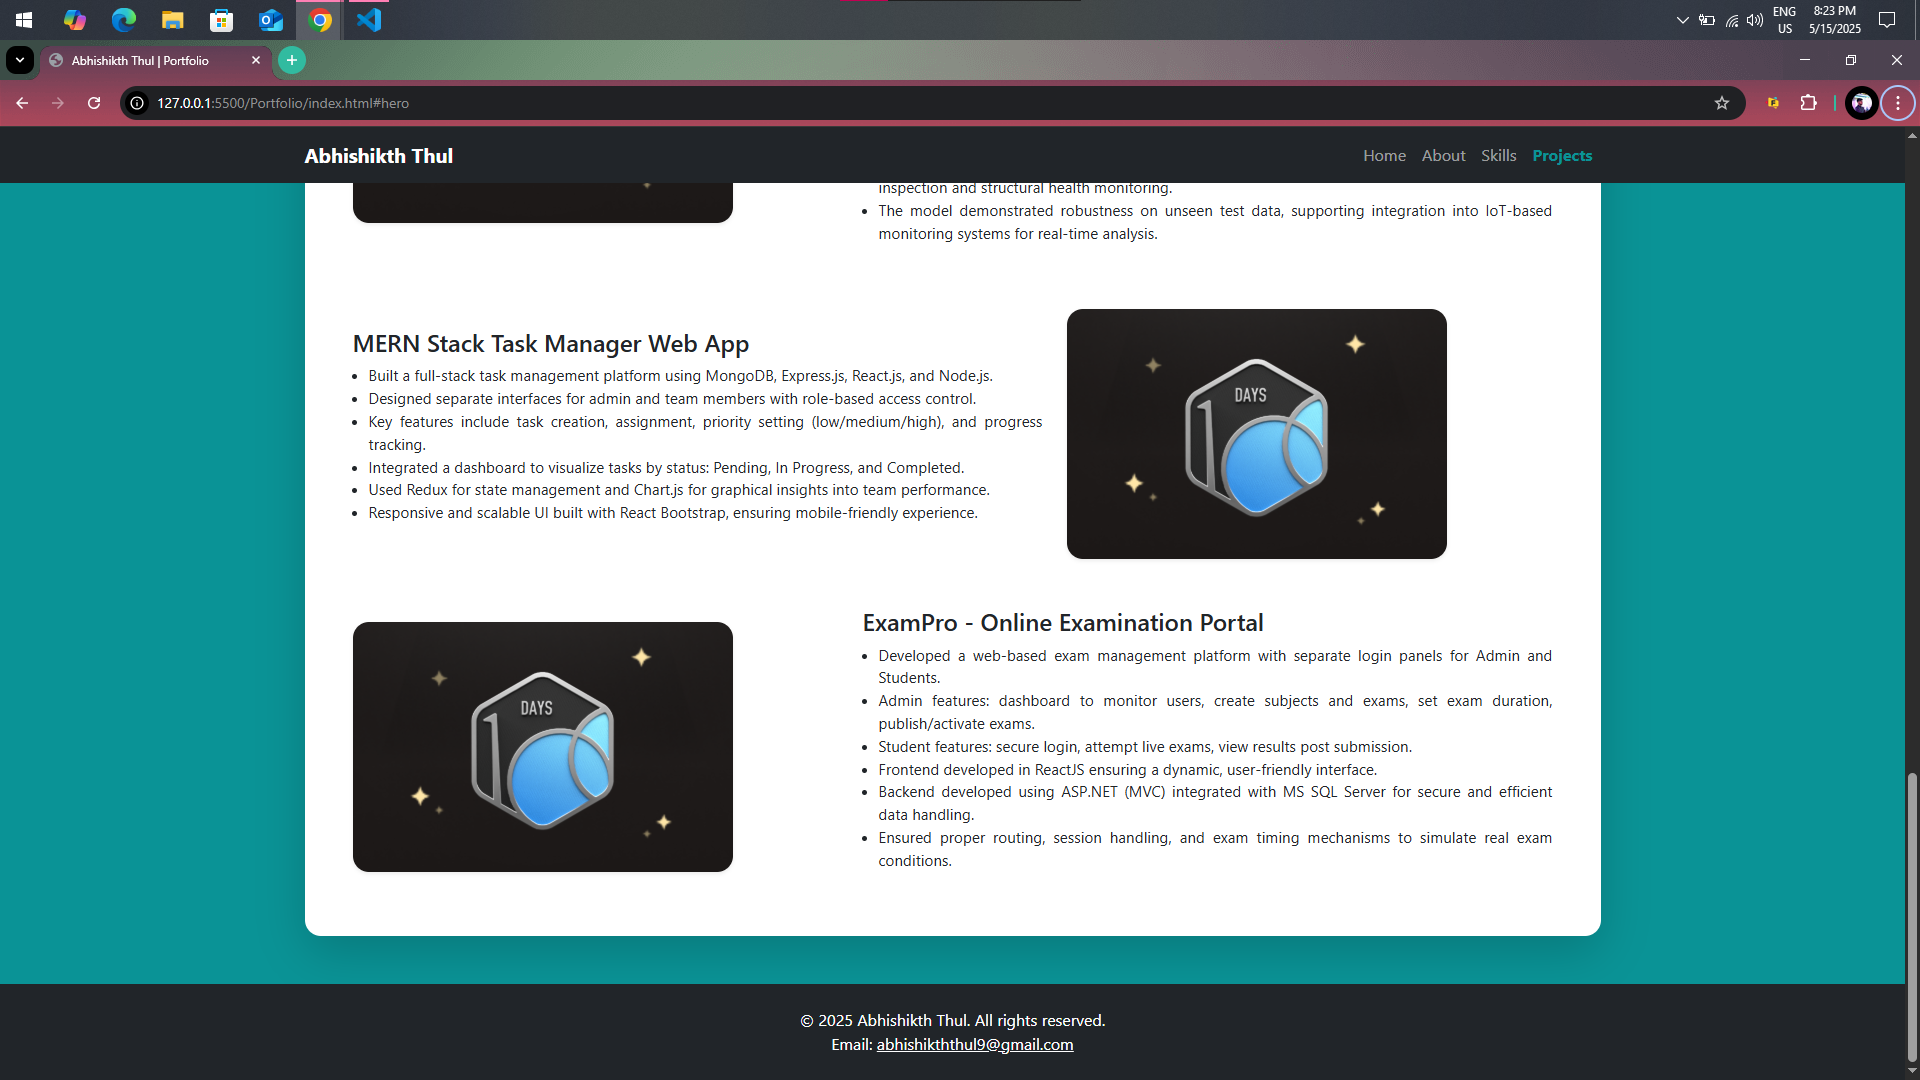 ENG
8:23 PM
US
5/15/2025
Abhishikth Thul | Portfolio
127.0.0.1:5500/Portfolio/index.html#hero
Abhishikth Thul
Home About Skills Projects
inspection and structural health monitoring.
The model demonstrated robustness on unseen test data, supporting integration into IoT-based
monitoring systems for real-time analysis.
MERN Stack Task Manager Web App
Built a full-stack task management platform using MongoDB, Express.js, React.js, and Node.js.
Designed separate interfaces for admin and team members with role-based access control.
Key features include task creation, assignment, priority setting (low/medium/high), and progress
tracking.
Integrated a dashboard to visualize tasks by status: Pending, In Progress, and Completed.
Used Redux for state management and Chart.js for graphical insights into team performance.
Responsive and scalable UI built with React Bootstrap, ensuring mobile-friendly experience.
DAYS
100
DAYS
100
ExamPro - Online Examination Portal
Developed a web-based exam management platform with separate login panels for Admin and
Students.
Admin features: dashboard to monitor users, create subjects and exams, set exam duration,
publish/activate exams.
Student features: secure login, attempt live exams, view results post submission.
Frontend developed in ReactJS ensuring a dynamic, user-friendly interface.
Backend developed using ASP.NET (MVC) integrated with MS SQL Server for secure and efficient
data handling.
Ensured proper routing, session handling, and exam timing mechanisms to simulate real exam
conditions.
© 2025 Abhishikth Thul. All rights reserved.
Email: abhishikththul9@gmail.com